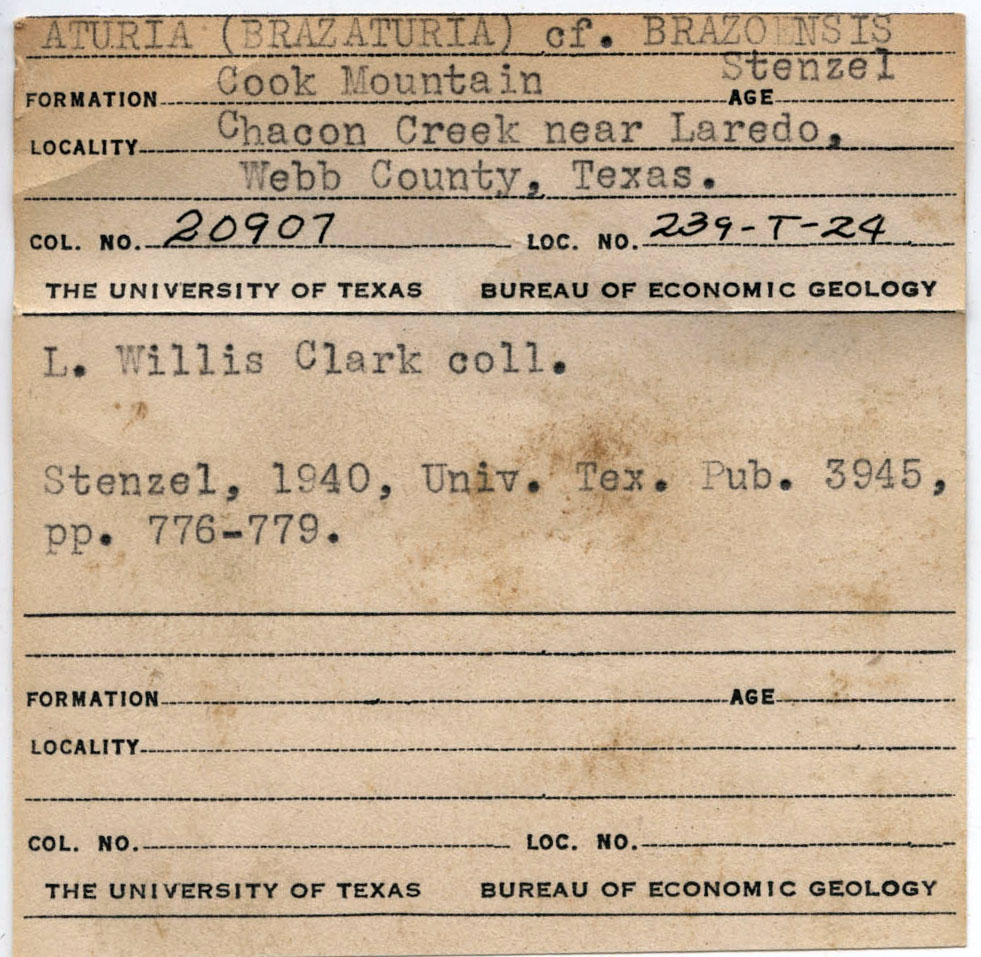 ATURIA (BRAZATURIA) cf. BRAZOENSIS
Stenzel
FORMATION Cook Mountain AGE
LOCALITY Chacon Creek near Laredo,
Webb County, Texas.
COL. NO. 20907 LOC. NO. 239-T-24
THE UNIVERSITY OF TEXAS BUREAU OF ECONOMIC GEOLOGY
L. Willis Clark coll.
Stenzel, 1940, Univ. Tex. Pub. 3945,
pp. 776-779.
FORMATION AGE
LOCALITY
COL. NO. LOC. NO.
THE UNIVERSITY OF TEXAS BUREAU OF ECONOMIC GEOLOGY